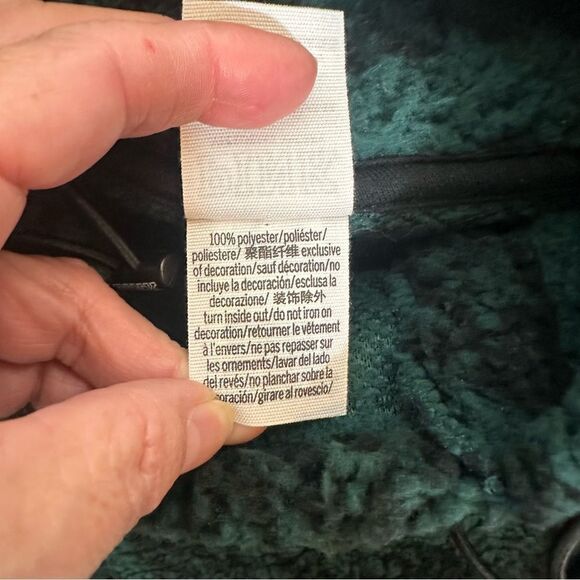 100% polyester/poliéster/
poliestere/ 聚酯纤维 exclusive
of decoration/sauf décoration/no
incluye la decoración/esclusa la
decorazione/ 装饰除外
turn inside out/do not iron on
decoration/retourner le vêtement
à l'envers/ne pas repasser sur
les ornements/lavar del lado
del revés/no planchar sobre la
coración/girare al rovescio/